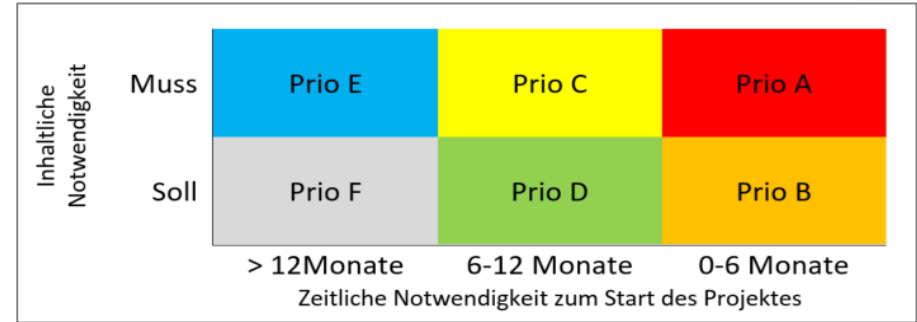 Inhaltliche
Notwendigkeit
Muss
Prio E
Prio C
Prio A
Soll
Prio F
Prio D
Prio B
> 12Monate
6-12 Monate
0-6 Monate
Zeitliche Notwendigkeit zum Start des Projektes